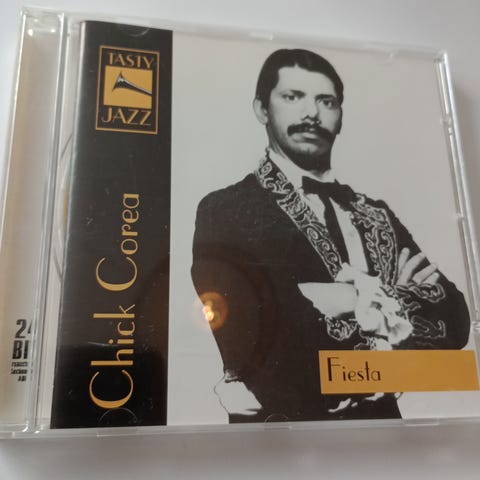 TASTY
JAZZ
Chick Corea
Fiesta
24
BI